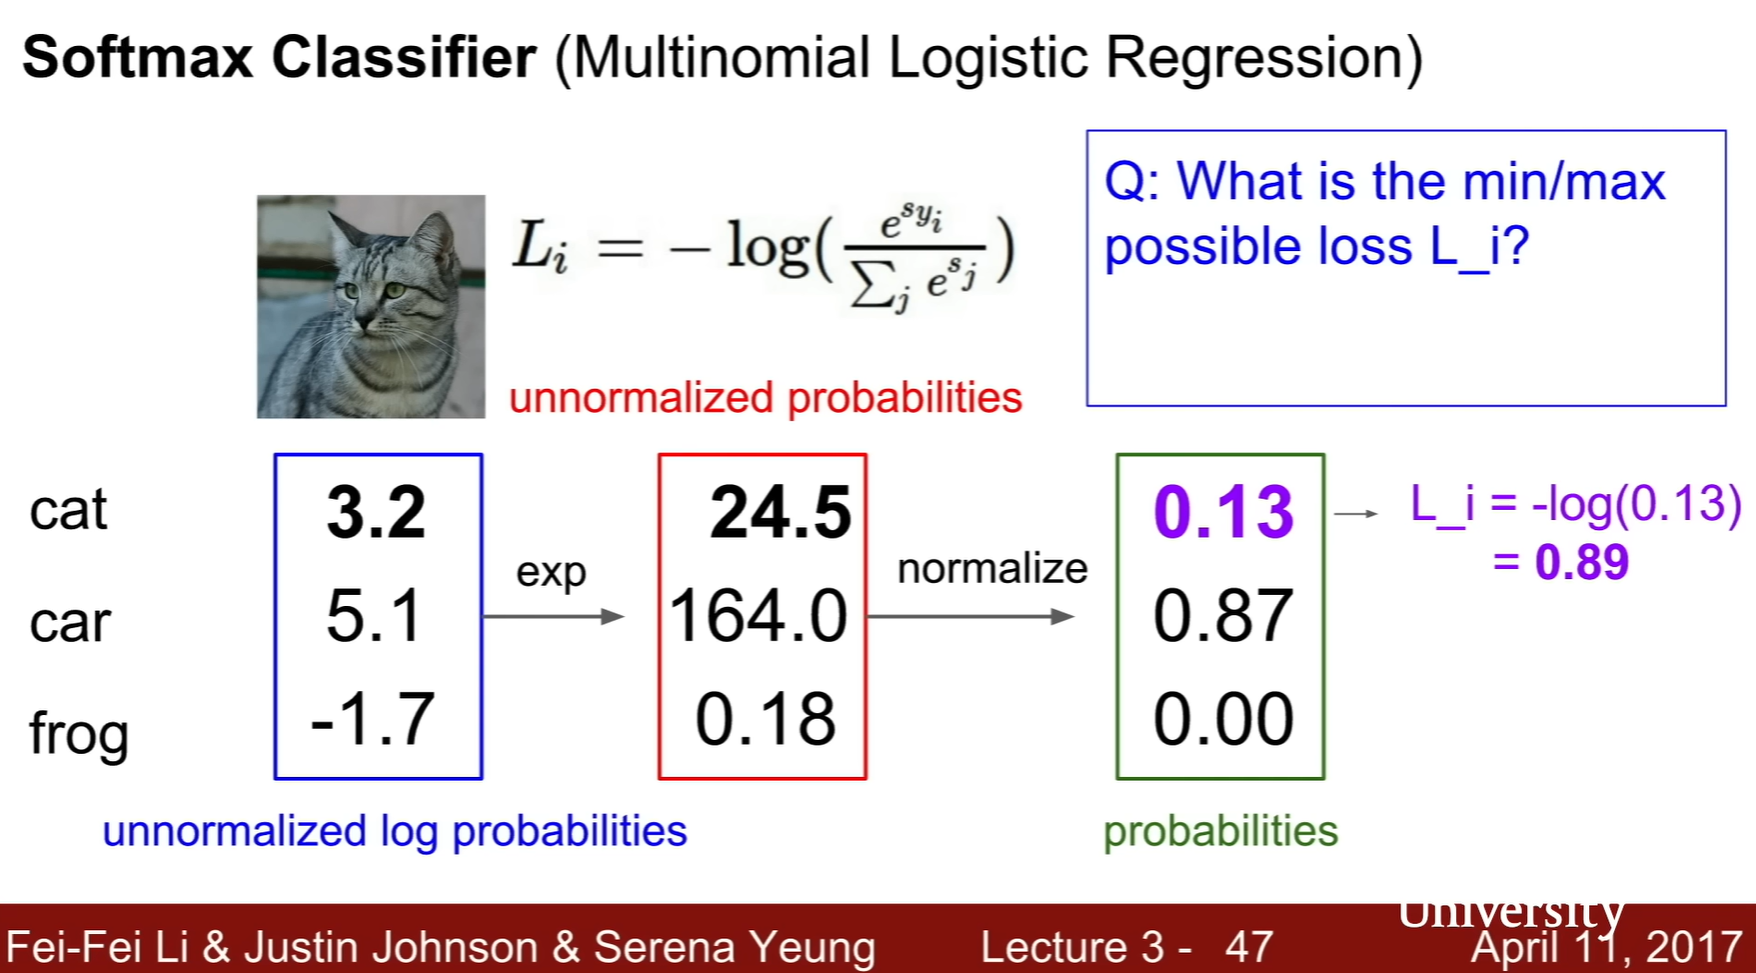 Softmax Classifier (Multinomial Logistic Regression)
L_i = − log( e^{s_{y_i}} / ∑_j e^{s_j} )
Q: What is the min/max
possible loss L_i?
unnormalized probabilities
cat 3.2 24.5 0.13 L_i = -log(0.13)
= 0.89
exp normalize
car 5.1 164.0 0.87
frog -1.7 0.18 0.00
unnormalized log probabilities probabilities
University
Fei-Fei Li & Justin Johnson & Serena Yeung Lecture 3 - 47 April 11, 2017